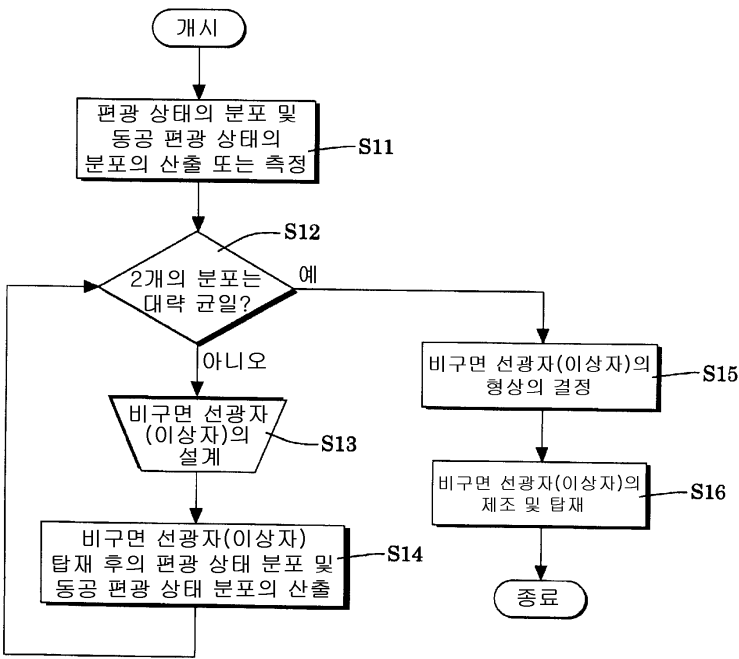 개시
편광 상태의 분포 및
동공 편광 상태의
분포의 산출 또는 측정
S11
S12
2개의 분포는
대략 균일?
예
아니오
비구면 선광자
(이상자)의
설계
S13
비구면 선광자(이상자)
탑재 후의 편광 상태 분포 및
동공 편광 상태 분포의 산출
S14
비구면 선광자(이상자)의
형상의 결정
S15
비구면 선광자(이상자)의
제조 및 탑재
S16
종료